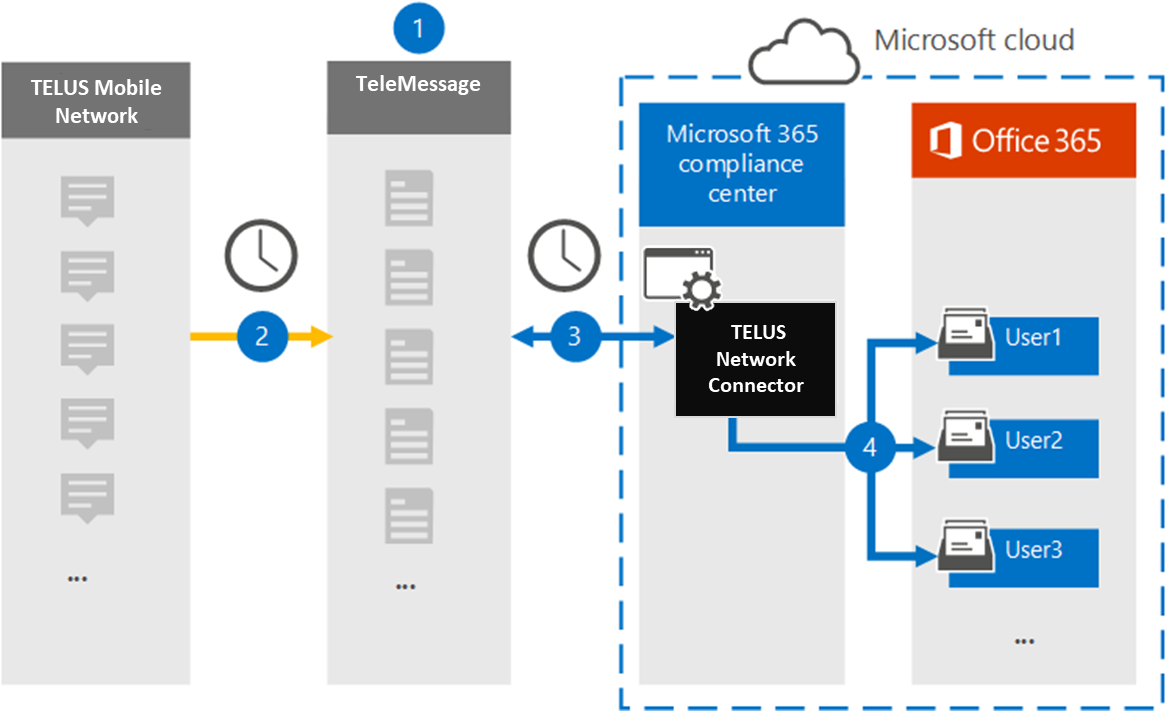 1
Microsoft cloud
TELUS Mobile
Network
TeleMessage
Microsoft 365
compliance
center
Office 365
2
3
TELUS
Network
Connector
4
User1
User2
User3
...
...
...